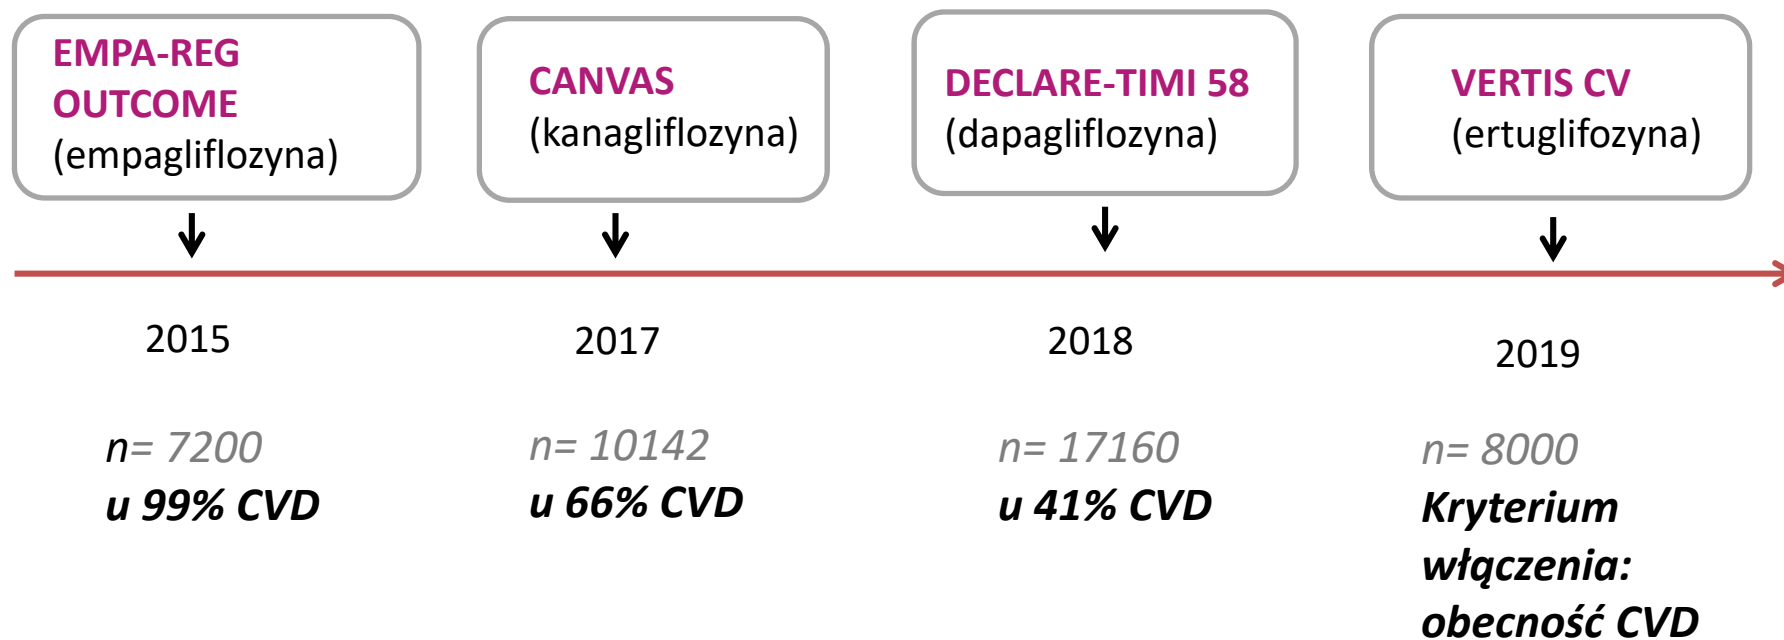 EMPA-REG
OUTCOME
(empagliflozyna)
CANVAS
(kanagliflozyna)
DECLARE-TIMI 58
(dapagliflozyna)
VERTIS CV
(ertuglifozyna)
2015
2017
2018
2019
n= 7200
u 99% CVD
n= 10142
u 66% CVD
n= 17160
u 41% CVD
n= 8000
Kryterium
włączenia:
obecność CVD